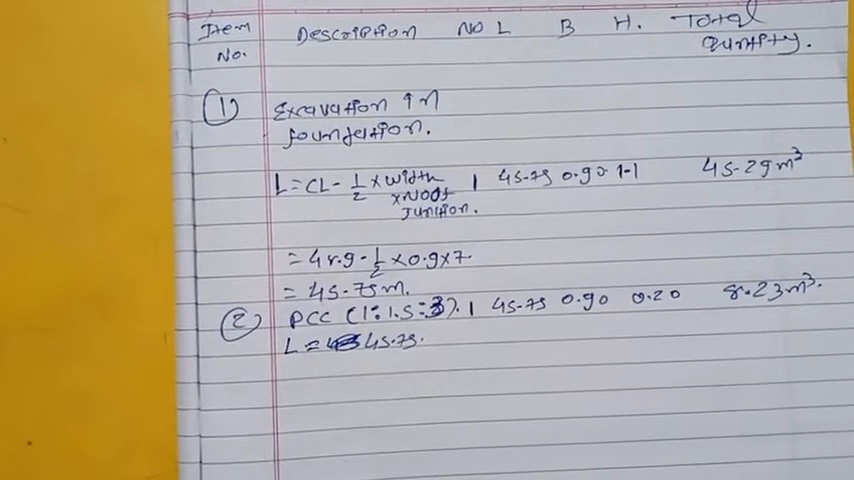 Item Description NO L B H. Total
No. Quntity.
(1) Excavation in
foundation.
L = CL - 1/2 x width 1 45.75 0.90 1.1 45.29 m³
x No of
Junction.
= 48.9 - 1/2 x 0.9 x 7.
= 45.75 m.
(2) PCC (1:1.5:3). 1 45.75 0.90 0.20 8.23 m³.
L = 45.75.